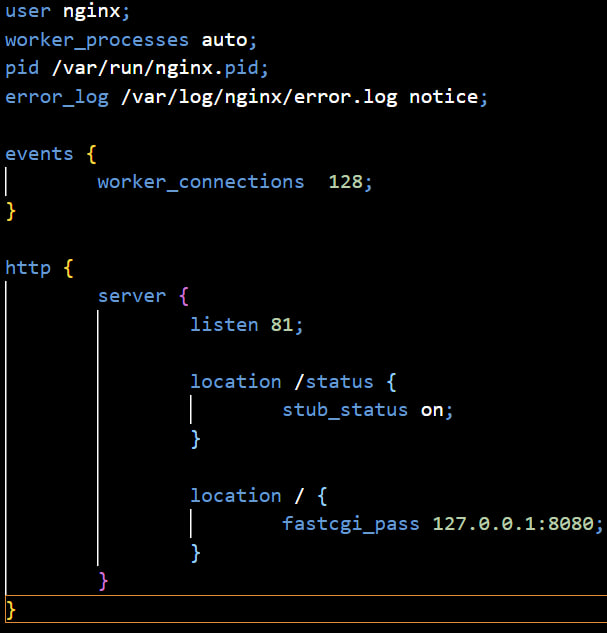 user nginx;
worker_processes auto;
pid /var/run/nginx.pid;
error_log /var/log/nginx/error.log notice;
events {
worker_connections  128;
}
http {
server {
listen 81;
location /status {
stub_status on;
}
location / {
fastcgi_pass 127.0.0.1:8080;
}
}
}